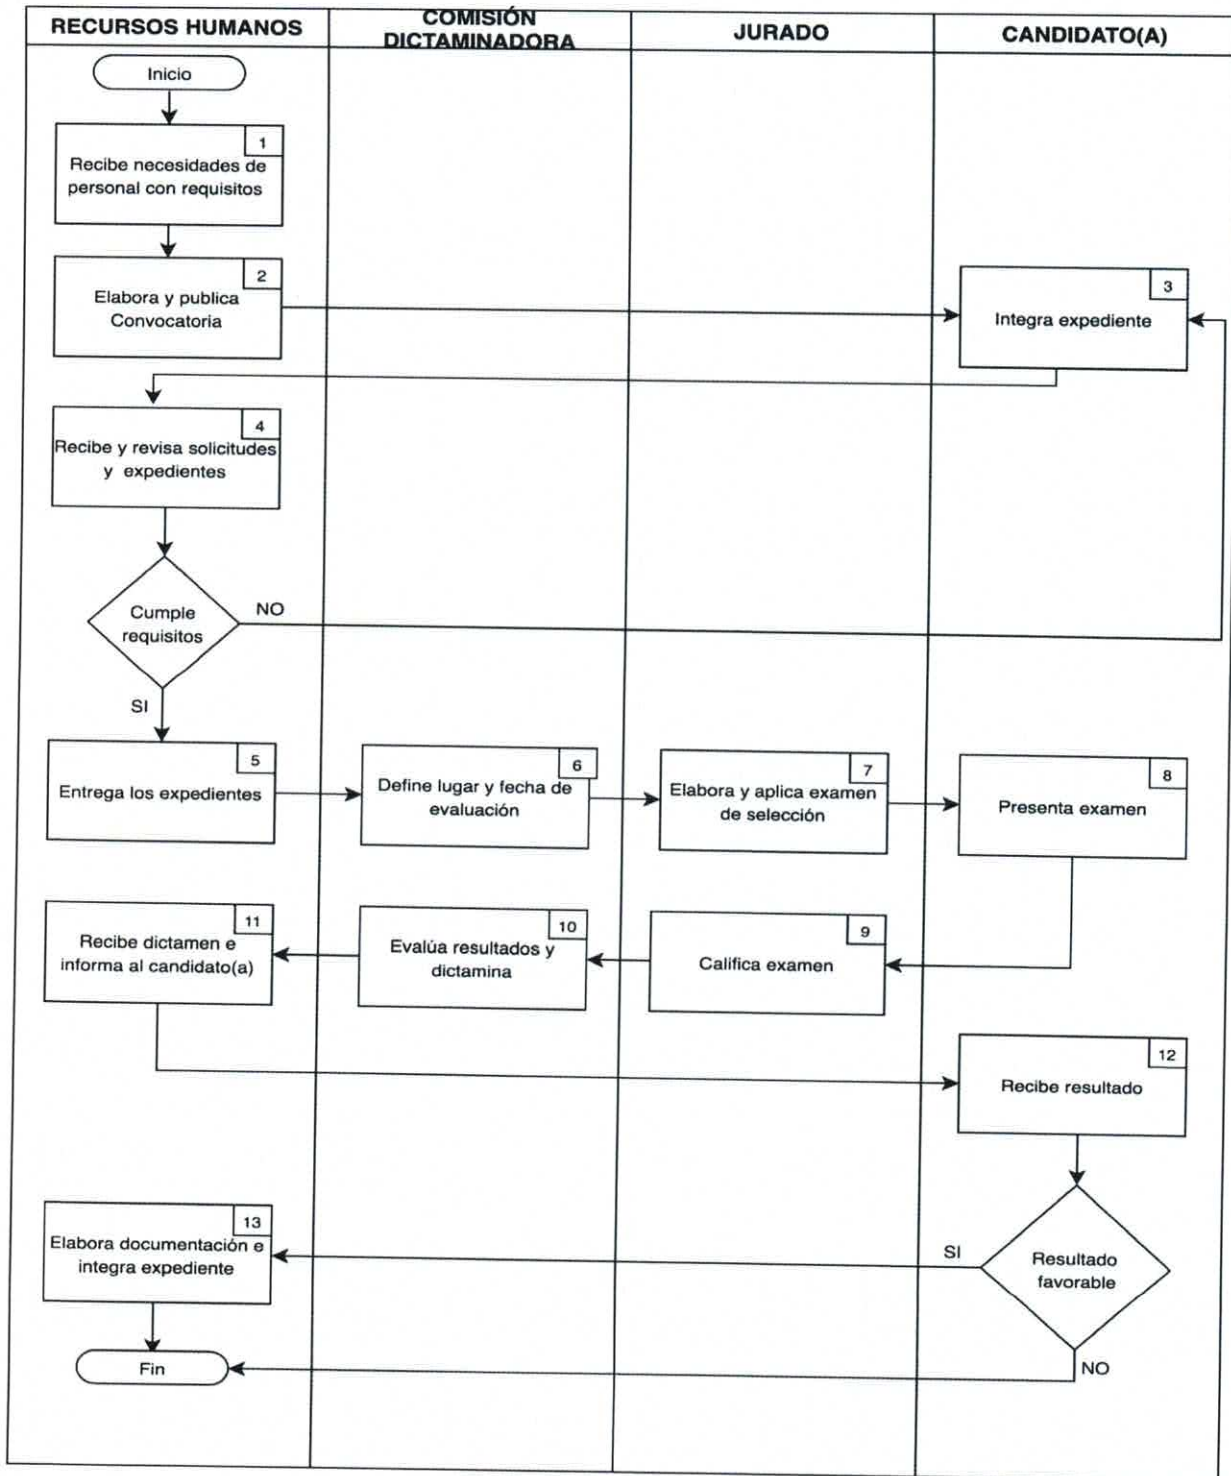 RECURSOS HUMANOS
COMISIÓN
DICTAMINADORA
JURADO
CANDIDATO(A)
Inicio
1
Recibe necesidades de
personal con requisitos
2
Elabora y publica
Convocatoria
3
Integra expediente
4
Recibe y revisa solicitudes
y expedientes
Cumple
requisitos
NO
SI
5
Entrega los expedientes
6
Define lugar y fecha de
evaluación
7
Elabora y aplica examen
de selección
8
Presenta examen
9
Califica examen
10
Evalúa resultados y
dictamina
11
Recibe dictamen e
informa al candidato(a)
12
Recibe resultado
Resultado
favorable
SI
NO
13
Elabora documentación e
integra expediente
Fin